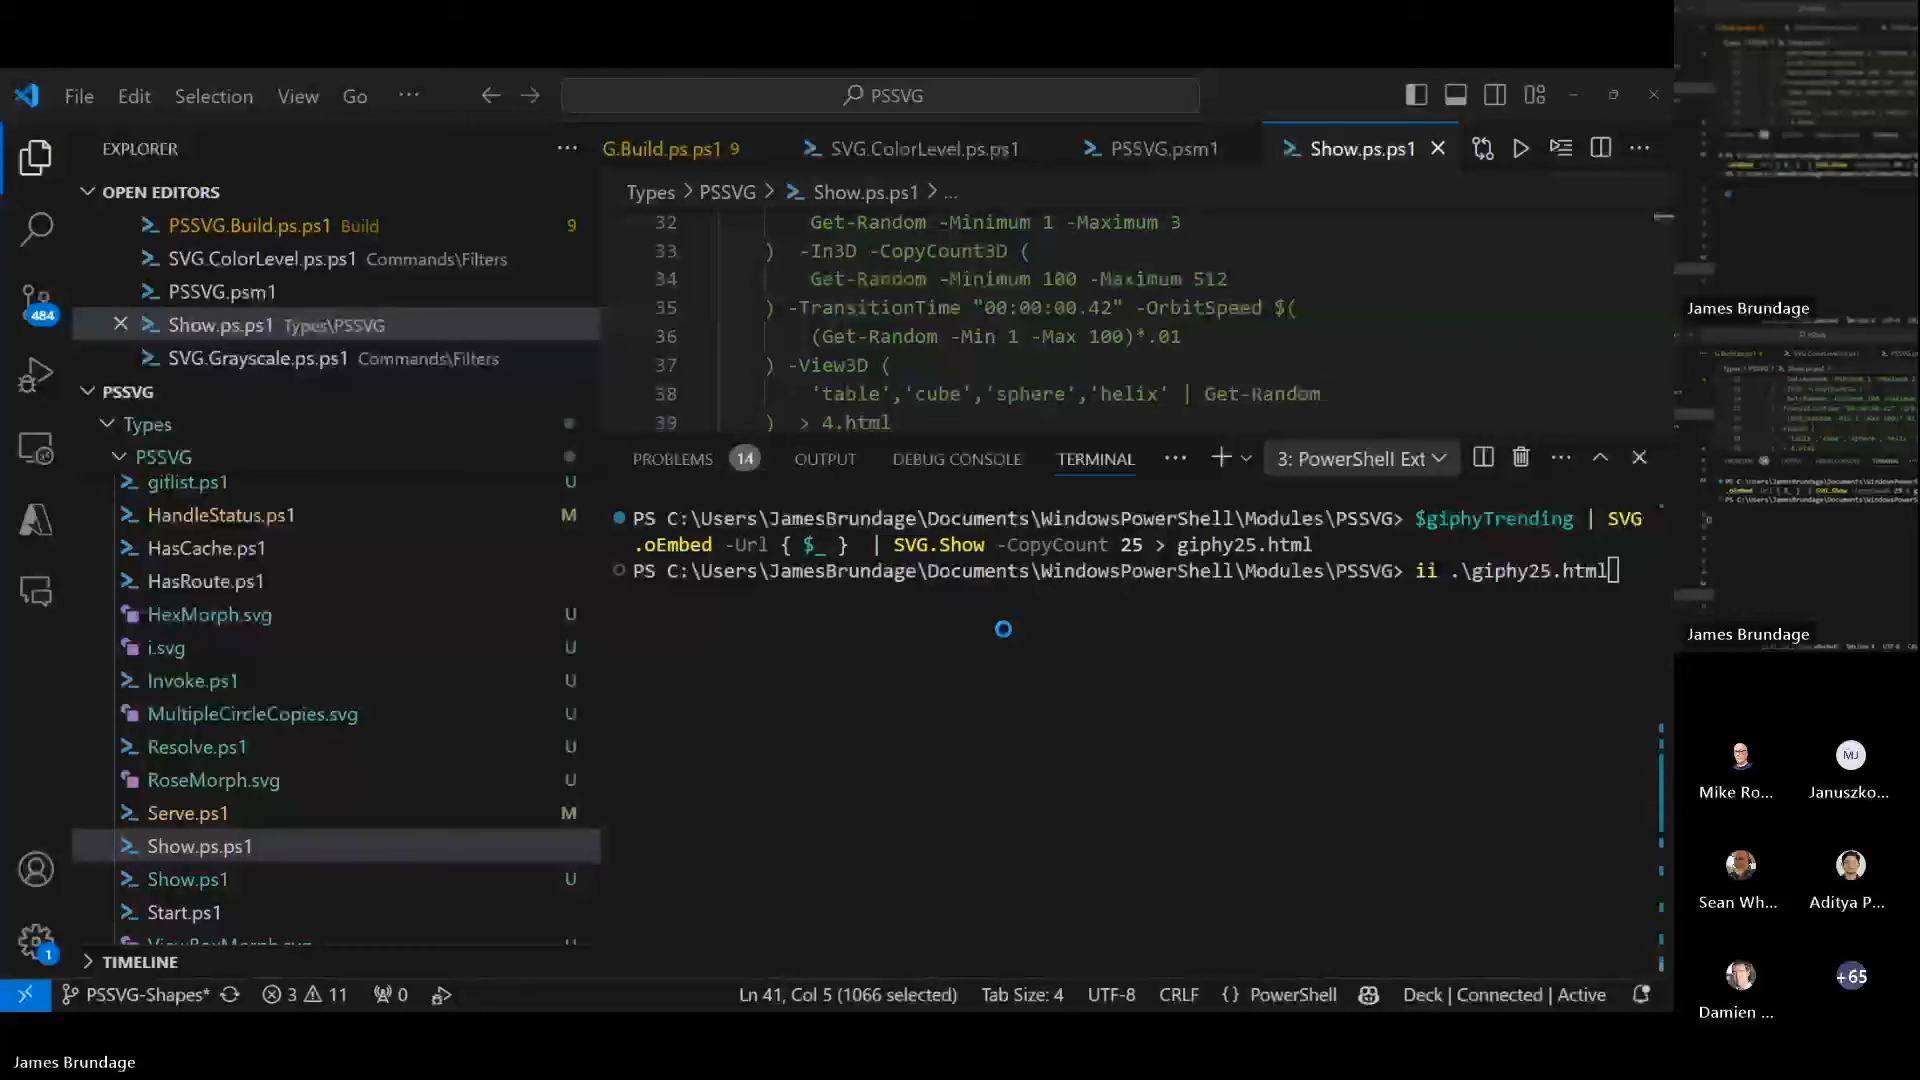 File Edit Selection View Go ··· PSSVG
EXPLORER ···
OPEN EDITORS
PSSVG.Build.ps.ps1 Build 9
SVG.ColorLevel.ps.ps1 Commands\Filters
PSSVG.psm1
Show.ps.ps1 Types\PSSVG
SVG.Grayscale.ps.ps1 Commands\Filters
PSSVG
Types
PSSVG
giflist.ps1 U
HandleStatus.ps1 M
HasCache.ps1
HasRoute.ps1
HexMorph.svg U
i.svg U
Invoke.ps1 U
MultipleCircleCopies.svg U
Resolve.ps1 U
RoseMorph.svg U
Serve.ps1 M
Show.ps.ps1
Show.ps1 U
Start.ps1
ViewBoxMorph.svg U
TIMELINE
484
1
G.Build.ps.ps1 9 SVG.ColorLevel.ps.ps1 PSSVG.psm1 Show.ps.ps1
Types > PSSVG > Show.ps.ps1 > ...
32 Get-Random -Minimum 1 -Maximum 3
33 ) -In3D -CopyCount3D (
34 Get-Random -Minimum 100 -Maximum 512
35 ) -TransitionTime "00:00:00.42" -OrbitSpeed $(
36 (Get-Random -Min 1 -Max 100)*.01
37 ) -View3D (
38 'table','cube','sphere','helix' | Get-Random
39 ) > 4.html
PROBLEMS 14 OUTPUT DEBUG CONSOLE TERMINAL ··· 3: PowerShell Ext
PS C:\Users\JamesBrundage\Documents\WindowsPowerShell\Modules\PSSVG> $giphyTrending | SVG
.oEmbed -Url { $_ } | SVG.Show -CopyCount 25 > giphy25.html
PS C:\Users\JamesBrundage\Documents\WindowsPowerShell\Modules\PSSVG> ii .\giphy25.html
PSSVG-Shapes* 3 11 0 Ln 41, Col 5 (1066 selected) Tab Size: 4 UTF-8 CRLF {} PowerShell Deck | Connected | Active
James Brundage
James Brundage
Mike Ro...
MJ
Januszko...
Sean Wh...
Aditya P...
Damien ...
+65
James Brundage